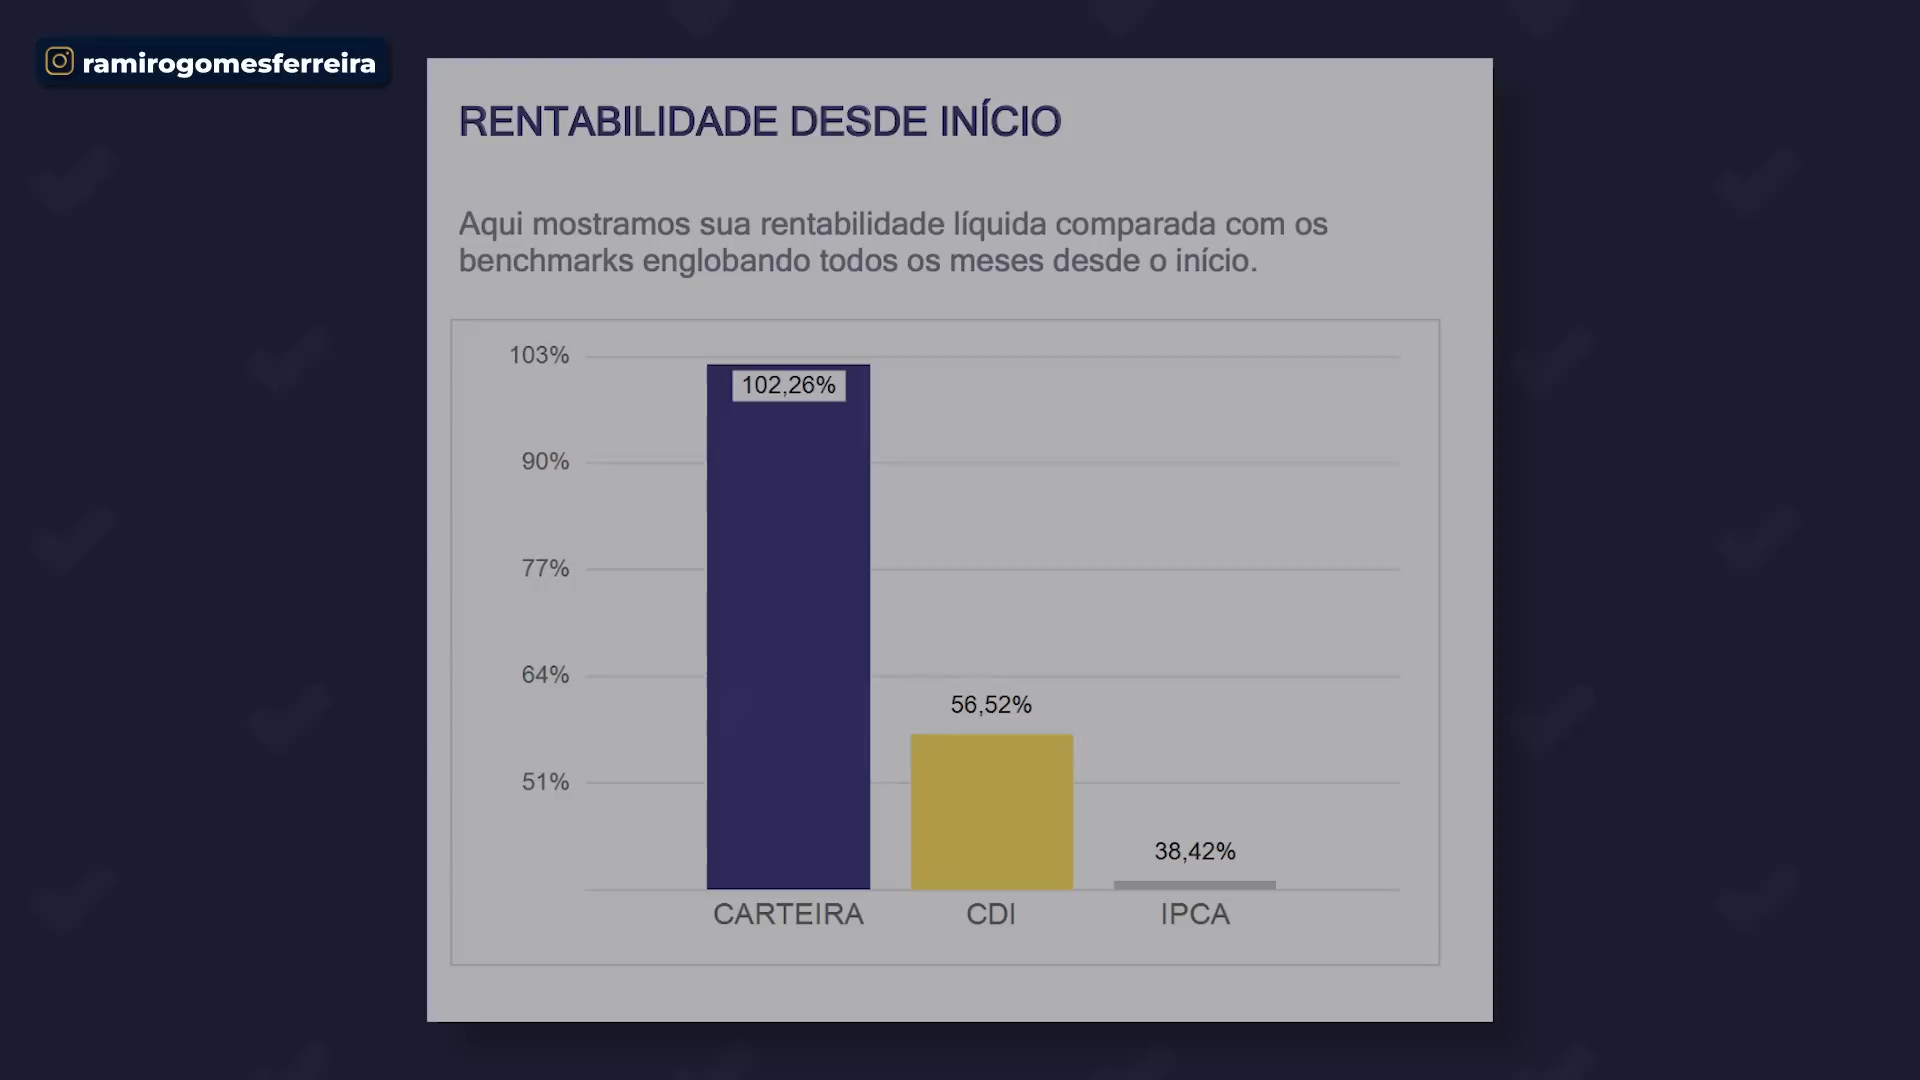 ramirogomesferreira
RENTABILIDADE DESDE INÍCIO
Aqui mostramos sua rentabilidade líquida comparada com os
benchmarks englobando todos os meses desde o início.
103%
102,26%
90%
77%
64%
56,52%
51%
38,42%
CARTEIRA CDI IPCA